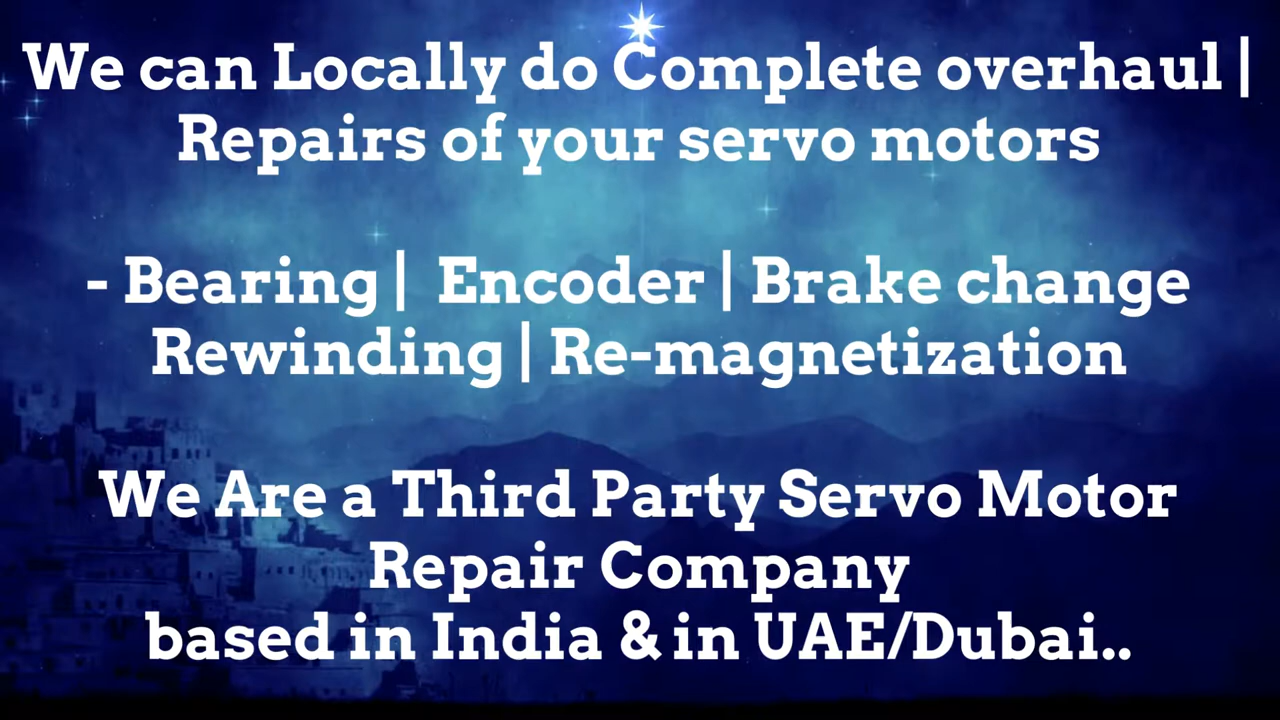 We can Locally do Complete overhaul |
Repairs of your servo motors
- Bearing | Encoder | Brake change
Rewinding | Re-magnetization
We Are a Third Party Servo Motor
Repair Company
based in India & in UAE/Dubai..